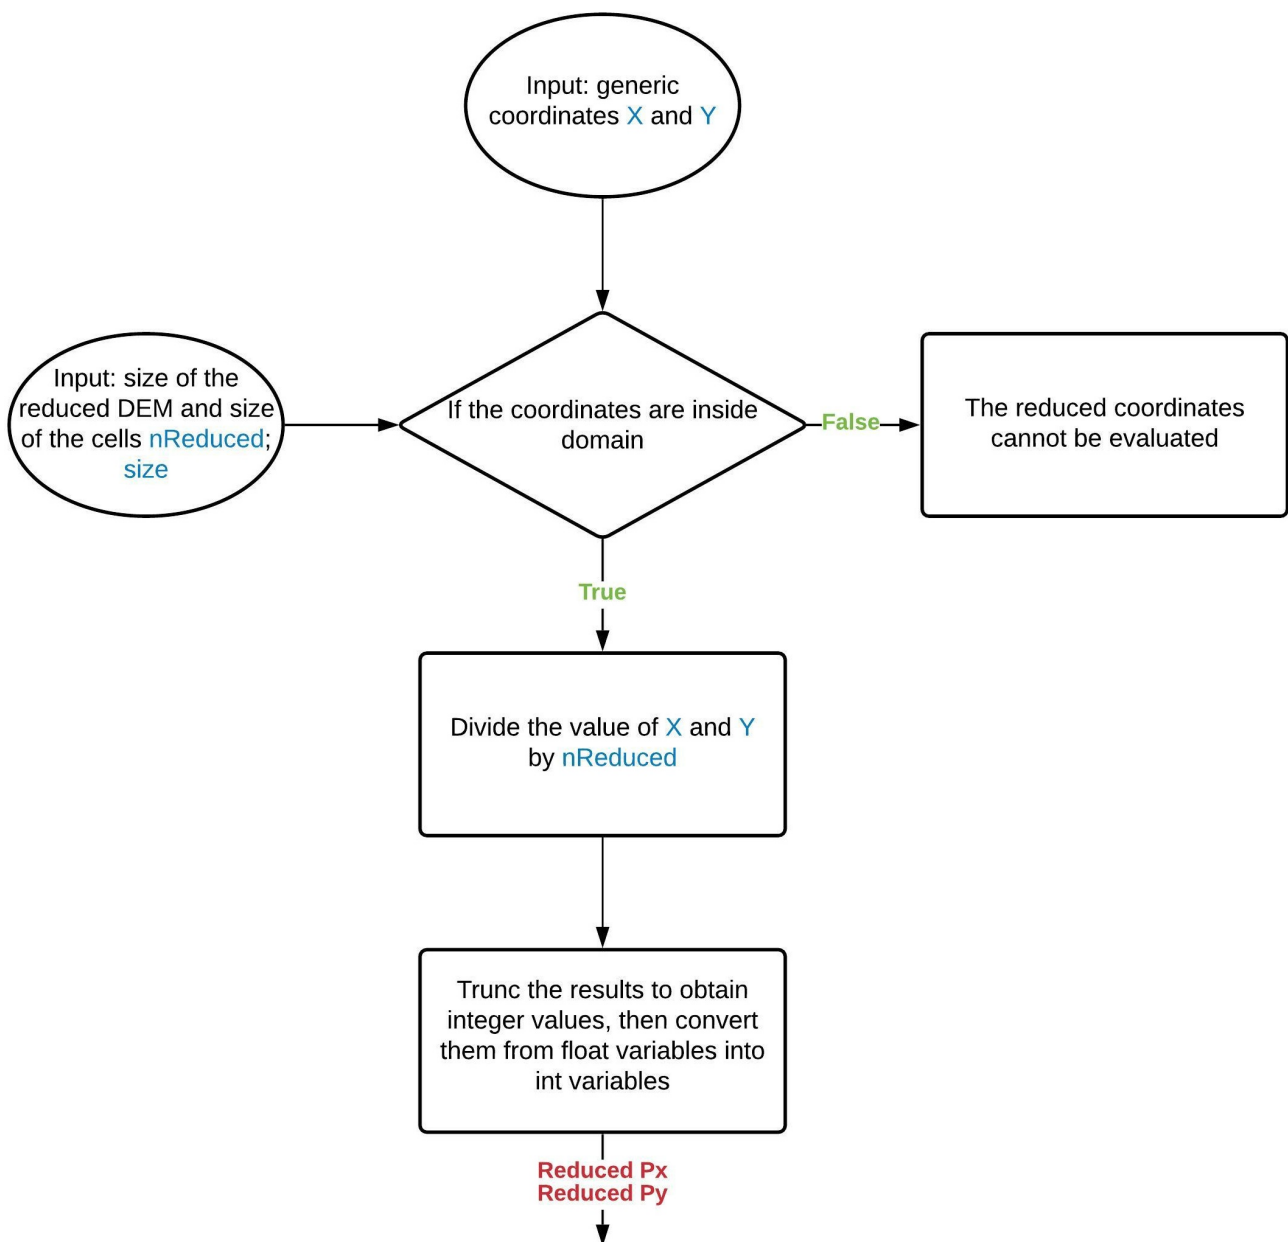 Input: generic
coordinates X and Y
Input: size of the
reduced DEM and size
of the cells nReduced;
size
If the coordinates are inside
domain
False
The reduced coordinates
cannot be evaluated
True
Divide the value of X and Y
by nReduced
Trunc the results to obtain
integer values, then convert
them from float variables into
int variables
Reduced Px
Reduced Py